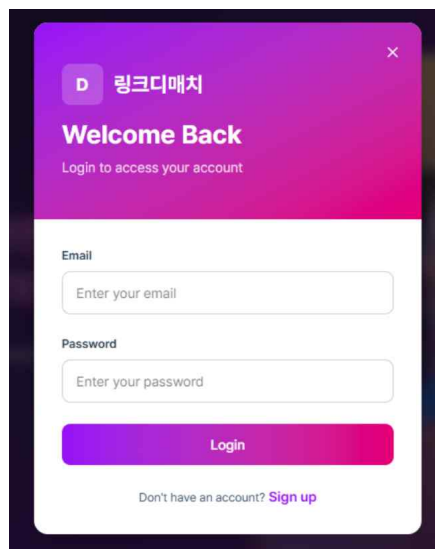 ×
D 링크디매치
Welcome Back
Login to access your account
Email
Enter your email
Password
Enter your password
Login
Don't have an account? Sign up